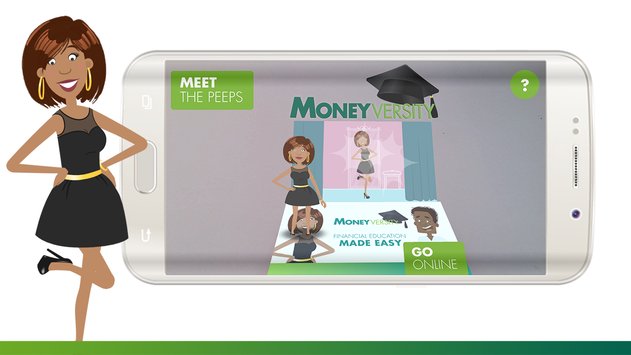 MEET
THE PEEPS
?
MONEYVERSITY
MONEYVERSITY
FINANCIAL EDUCATION
MADE EASY
GO
ONLINE